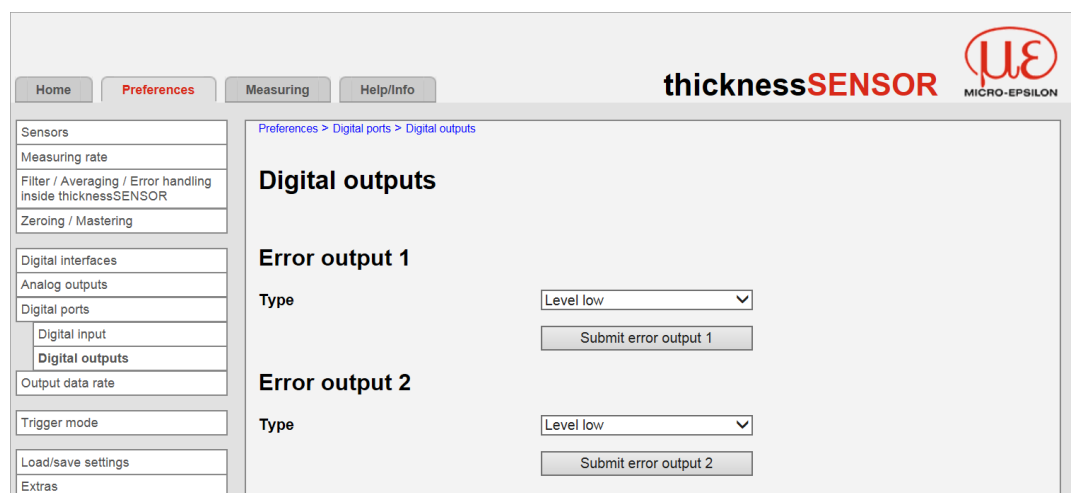 Home
Preferences
Measuring
Help/Info
thicknessSENSOR
με
MICRO-EPSILON
Sensors
Measuring rate
Filter / Averaging / Error handling
inside thicknessSENSOR
Zeroing / Mastering
Digital interfaces
Analog outputs
Digital ports
Digital input
Digital outputs
Output data rate
Trigger mode
Load/save settings
Extras
Preferences > Digital ports > Digital outputs
Digital outputs
Error output 1
Type
Level low
Submit error output 1
Error output 2
Type
Level low
Submit error output 2